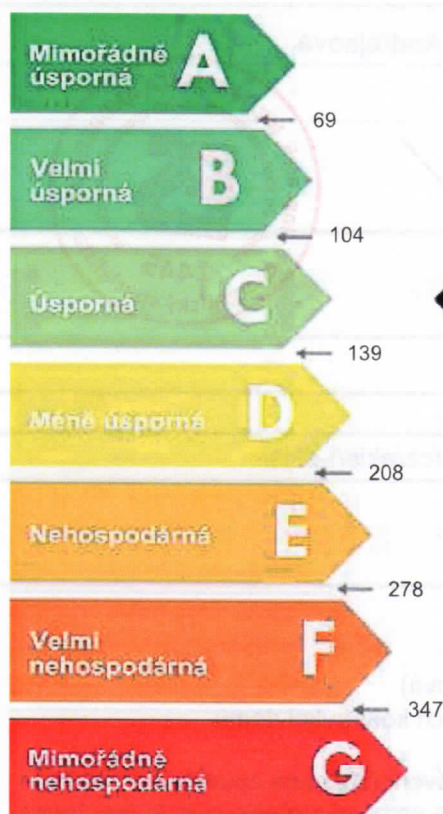 Mimořádně
úsporná
A
69
Velmi
úsporná
B
104
Úsporná
C
139
Méně úsporná
D
208
Nehospodárná
E
278
Velmi
nehospodárná
F
347
Mimořádně
nehospodárná
G